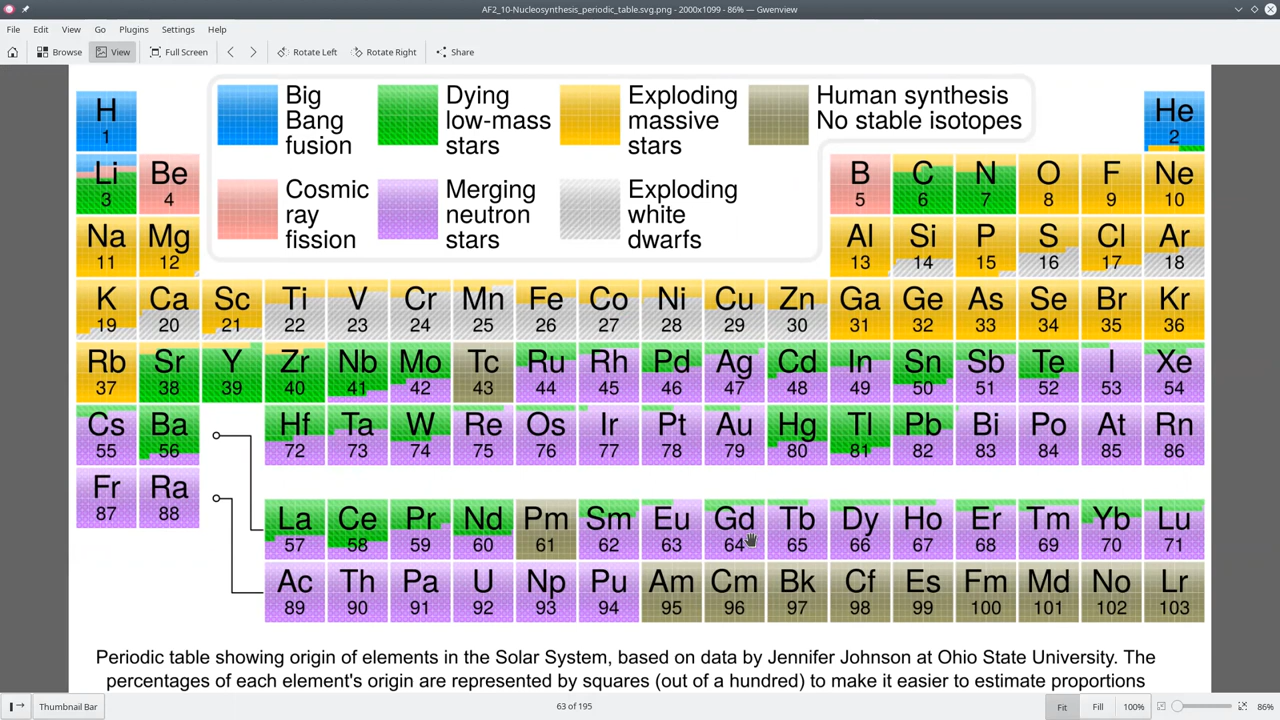 AF2_10-Nucleosynthesis_periodic_table.svg.png - 2000x1099 - 86% — Gwenview
File Edit View Go Plugins Settings Help
Browse View Full Screen Rotate Left Rotate Right Share
Big Bang fusion
Dying low-mass stars
Exploding massive stars
Human synthesis
No stable isotopes
Cosmic ray fission
Merging neutron stars
Exploding white dwarfs
H 1 He 2
Li 3 Be 4 B 5 C 6 N 7 O 8 F 9 Ne 10
Na 11 Mg 12 Al 13 Si 14 P 15 S 16 Cl 17 Ar 18
K 19 Ca 20 Sc 21 Ti 22 V 23 Cr 24 Mn 25 Fe 26 Co 27 Ni 28 Cu 29 Zn 30 Ga 31 Ge 32 As 33 Se 34 Br 35 Kr 36
Rb 37 Sr 38 Y 39 Zr 40 Nb 41 Mo 42 Tc 43 Ru 44 Rh 45 Pd 46 Ag 47 Cd 48 In 49 Sn 50 Sb 51 Te 52 I 53 Xe 54
Cs 55 Ba 56 Hf 72 Ta 73 W 74 Re 75 Os 76 Ir 77 Pt 78 Au 79 Hg 80 Tl 81 Pb 82 Bi 83 Po 84 At 85 Rn 86
Fr 87 Ra 88
La 57 Ce 58 Pr 59 Nd 60 Pm 61 Sm 62 Eu 63 Gd 64 Tb 65 Dy 66 Ho 67 Er 68 Tm 69 Yb 70 Lu 71
Ac 89 Th 90 Pa 91 U 92 Np 93 Pu 94 Am 95 Cm 96 Bk 97 Cf 98 Es 99 Fm 100 Md 101 No 102 Lr 103
Periodic table showing origin of elements in the Solar System, based on data by Jennifer Johnson at Ohio State University. The
percentages of each element's origin are represented by squares (out of a hundred) to make it easier to estimate proportions
Thumbnail Bar 63 of 195 Fit Fill 100% 86%